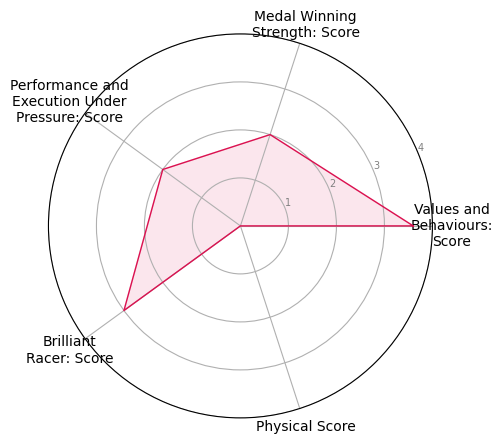 Medal Winning
Strength: Score
Performance and
Execution Under
Pressure: Score
4
3
2
1
Values and
Behaviours:
Score
Brilliant
Racer: Score
Physical Score